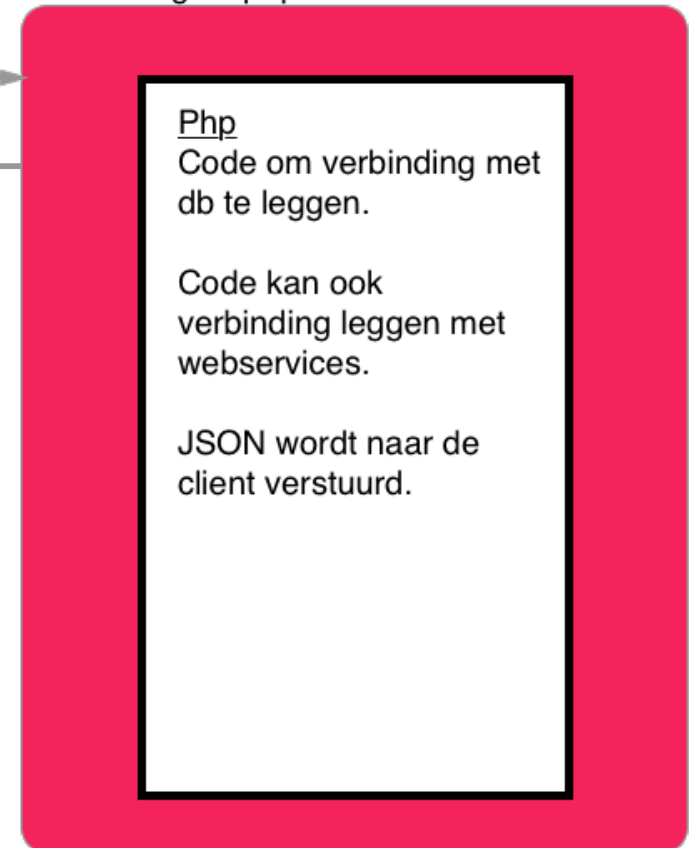 Php
Code om verbinding met
db te leggen.
Code kan ook
verbinding leggen met
webservices.
JSON wordt naar de
client verstuurd.